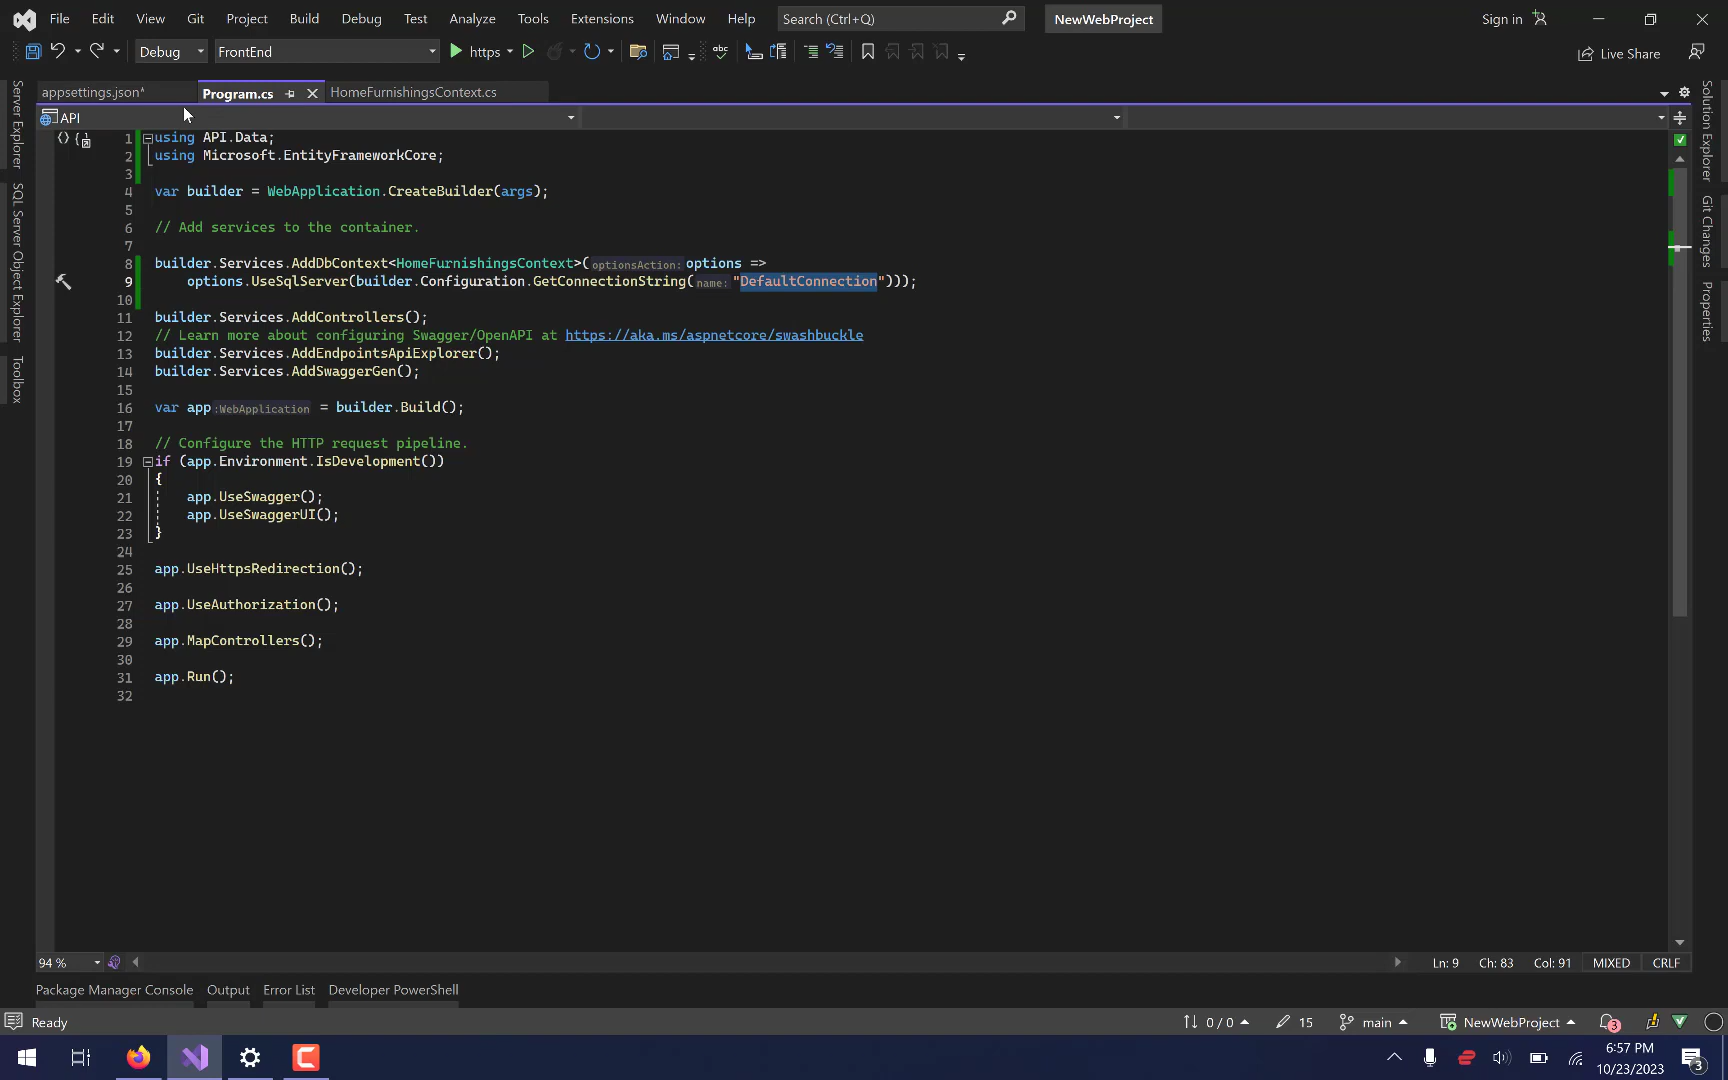 File Edit View Git Project Build Debug Test Analyze Tools Extensions Window Help Search (Ctrl+Q) NewWebProject Sign in
Debug FrontEnd https Live Share
appsettings.json* Program.cs HomeFurnishingsContext.cs
API
Server Explorer
SQL Server Object Explorer
Toolbox
1 using API.Data;
2 using Microsoft.EntityFrameworkCore;
3
4 var builder = WebApplication.CreateBuilder(args);
5
6 // Add services to the container.
7
8 builder.Services.AddDbContext<HomeFurnishingsContext>(optionsAction: options =>
9 options.UseSqlServer(builder.Configuration.GetConnectionString(name: "DefaultConnection")));
10
11 builder.Services.AddControllers();
12 // Learn more about configuring Swagger/OpenAPI at https://aka.ms/aspnetcore/swashbuckle
13 builder.Services.AddEndpointsApiExplorer();
14 builder.Services.AddSwaggerGen();
15
16 var app:WebApplication = builder.Build();
17
18 // Configure the HTTP request pipeline.
19 if (app.Environment.IsDevelopment())
20 {
21 app.UseSwagger();
22 app.UseSwaggerUI();
23 }
24
25 app.UseHttpsRedirection();
26
27 app.UseAuthorization();
28
29 app.MapControllers();
30
31 app.Run();
32
Solution Explorer
Git Changes
Properties
94 % Ln: 9 Ch: 83 Col: 91 MIXED CRLF
Package Manager Console Output Error List Developer PowerShell
Ready 0 / 0 15 main NewWebProject 3
6:57 PM
10/23/2023 3